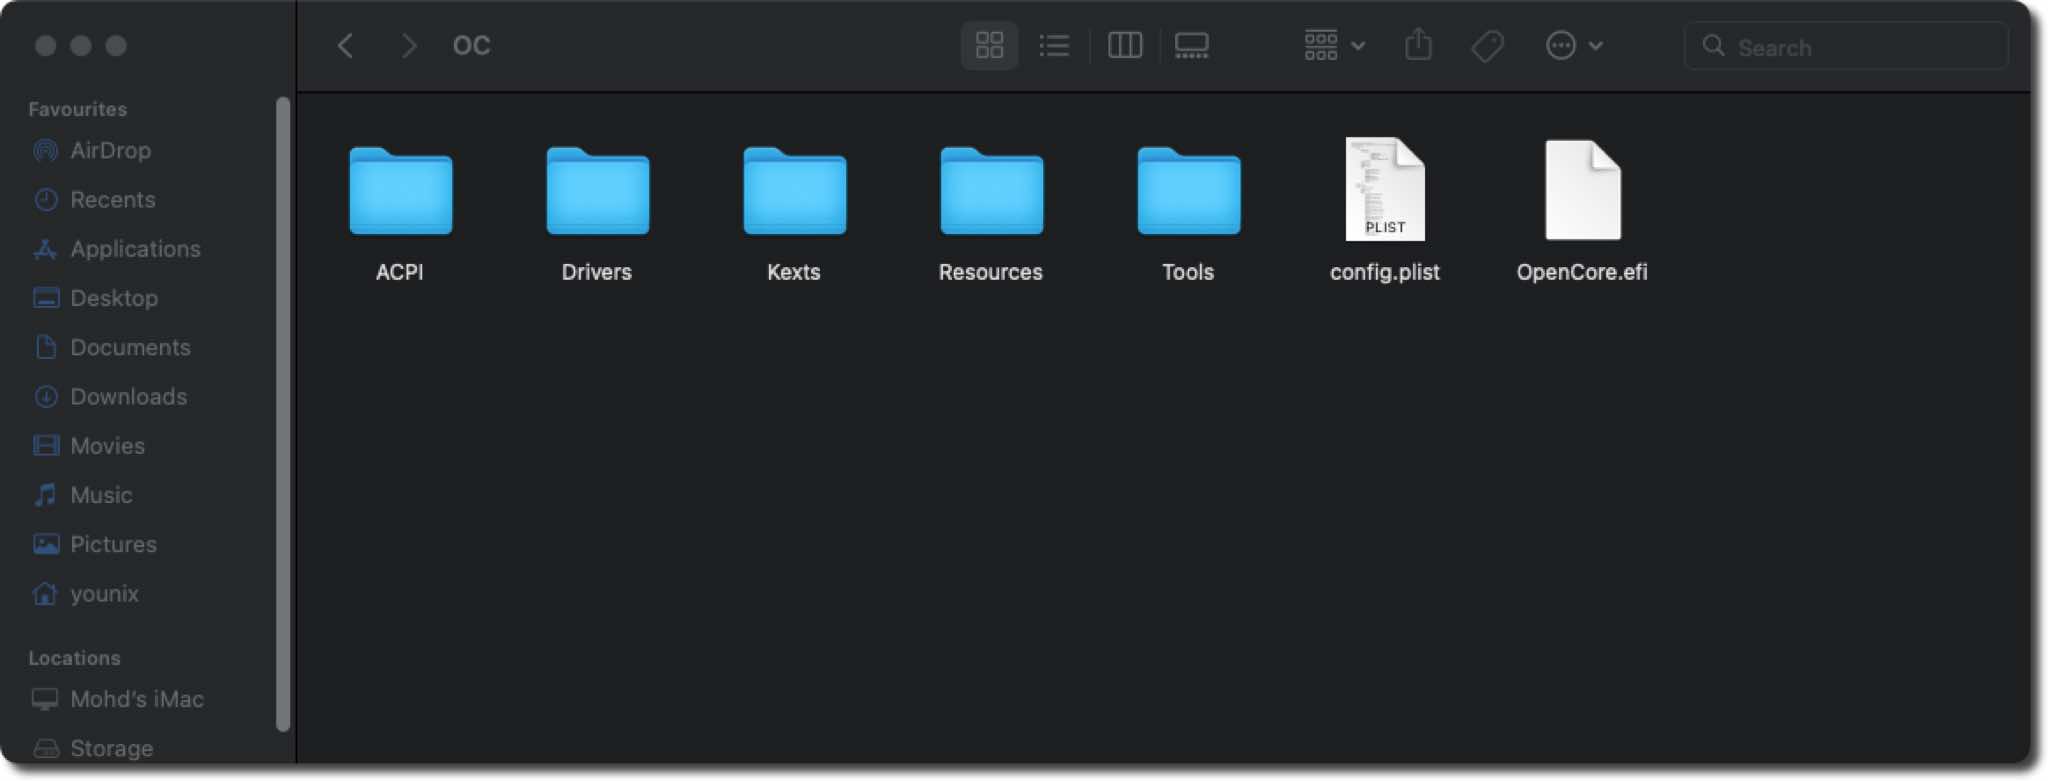 OC
Search
Favourites
AirDrop
Recents
Applications
Desktop
Documents
Downloads
Movies
Music
Pictures
younix
Locations
Mohd's iMac
Storage
ACPI
Drivers
Kexts
Resources
Tools
PLIST
config.plist
OpenCore.efi